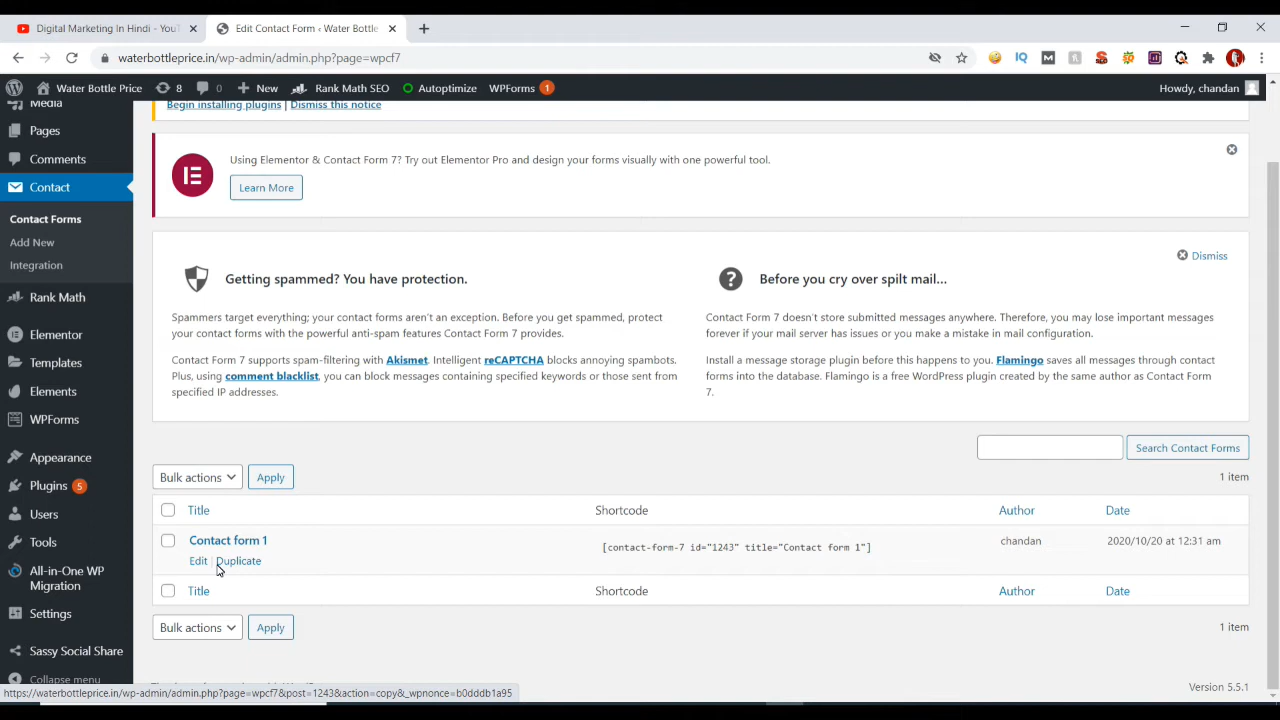 Digital Marketing In Hindi - You
Edit Contact Form ‹ Water Bottle
waterbottleprice.in/wp-admin/admin.php?page=wpcf7
Water Bottle Price
8
0
New
Rank Math SEO
Autoptimize
WPForms 1
Howdy, chandan
Media
Pages
Comments
Contact
Contact Forms
Add New
Integration
Rank Math
Elementor
Templates
Elements
WPForms
Appearance
Plugins 5
Users
Tools
All-in-One WP
Migration
Settings
Sassy Social Share
Collapse menu
Begin installing plugins | Dismiss this notice
Using Elementor & Contact Form 7? Try out Elementor Pro and design your forms visually with one powerful tool.
Learn More
Dismiss
Getting spammed? You have protection.
Spammers target everything; your contact forms aren't an exception. Before you get spammed, protect
your contact forms with the powerful anti-spam features Contact Form 7 provides.
Contact Form 7 supports spam-filtering with Akismet. Intelligent reCAPTCHA blocks annoying spambots.
Plus, using comment blacklist, you can block messages containing specified keywords or those sent from
specified IP addresses.
Before you cry over spilt mail…
Contact Form 7 doesn't store submitted messages anywhere. Therefore, you may lose important messages
forever if your mail server has issues or you make a mistake in mail configuration.
Install a message storage plugin before this happens to you. Flamingo saves all messages through contact
forms into the database. Flamingo is a free WordPress plugin created by the same author as Contact Form
7.
Search Contact Forms
Bulk actions
Apply
1 item
Title
Shortcode
Author
Date
Contact form 1
Edit | Duplicate
[contact-form-7 id="1243" title="Contact form 1"]
chandan
2020/10/20 at 12:31 am
Title
Shortcode
Author
Date
Bulk actions
Apply
1 item
Version 5.5.1
https://waterbottleprice.in/wp-admin/admin.php?page=wpcf7&post=1243&action=copy&_wpnonce=b0dddb1a95